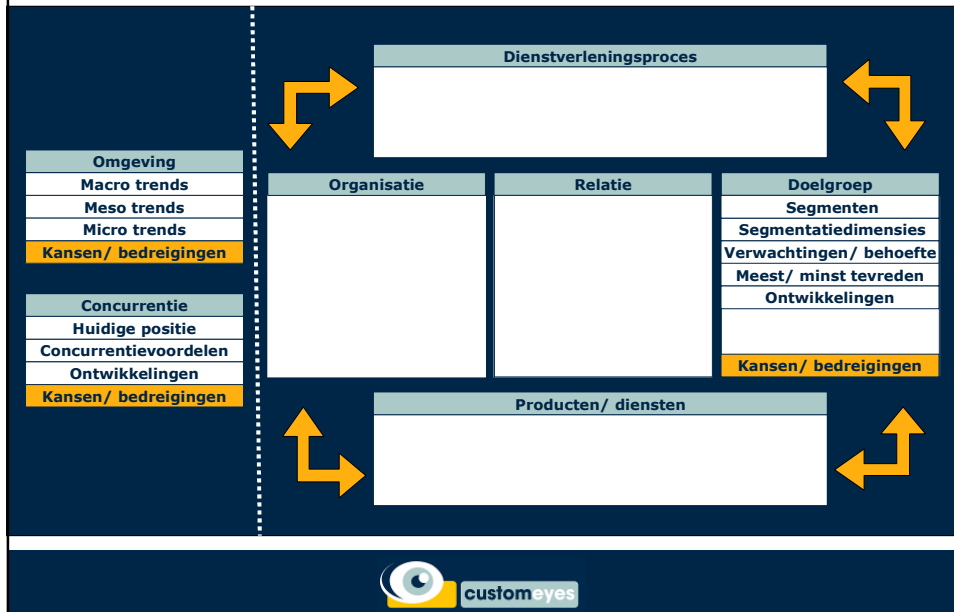 Omgeving
Macro trends
Meso trends
Micro trends
Kansen/ bedreigingen
Concurrentie
Huidige positie
Concurrentievoordelen
Ontwikkelingen
Kansen/ bedreigingen
Dienstverleningsproces
Organisatie
Relatie
Doelgroep
Segmenten
Segmentatiedimensies
Verwachtingen/ behoefte
Meest/ minst tevreden
Ontwikkelingen
Kansen/ bedreigingen
Producten/ diensten
customeyes